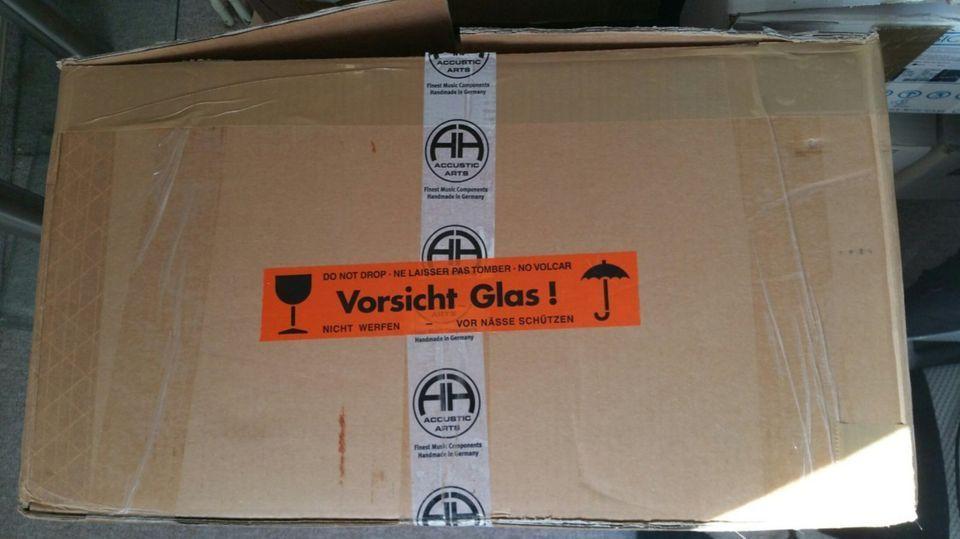 ACCUSTIC
ARTS
Finest Music Components
Handmade in Germany
AA
ACCUSTIC
ARTS
Finest Music Components
Handmade in Germany
AA
DO NOT DROP - NE LAISSER PAS TOMBER - NO VOLCAR
Vorsicht Glas !
NICHT WERFEN – VOR NÄSSE SCHÜTZEN
Handmade in Germany
AA
ACCUSTIC
ARTS
Finest Music Components
Handmade in Germany
AA